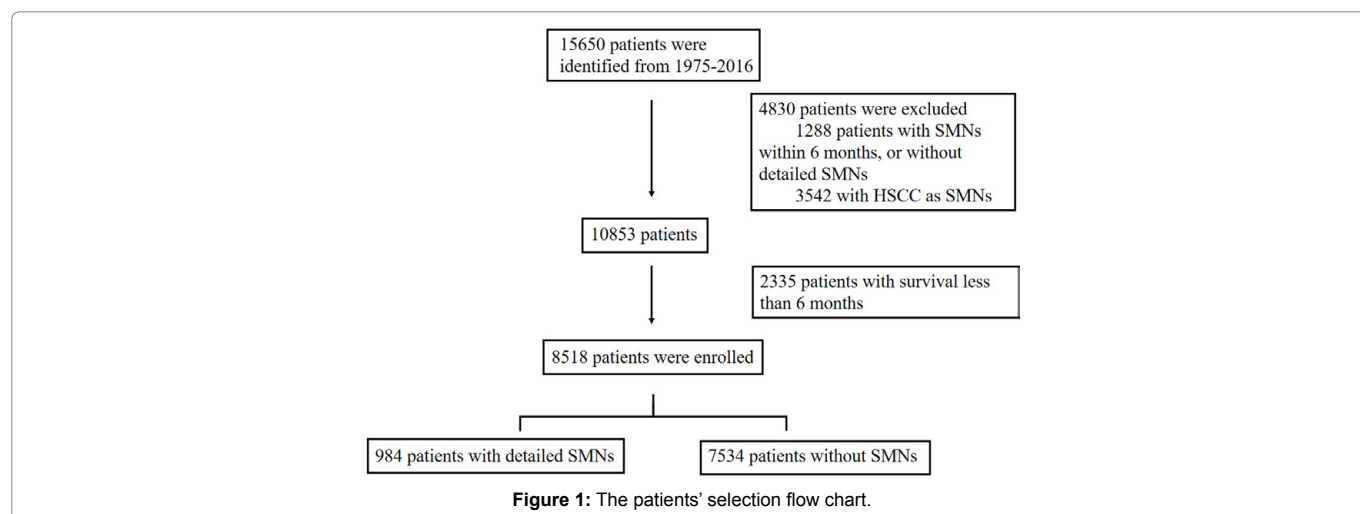 15650 patients were
identified from 1975-2016
4830 patients were excluded
1288 patients with SMNs
within 6 months, or without
detailed SMNs
3542 with HSCC as SMNs
10853 patients
2335 patients with survival less
than 6 months
8518 patients were enrolled
984 patients with detailed SMNs
7534 patients without SMNs
Figure 1: The patients’ selection flow chart.